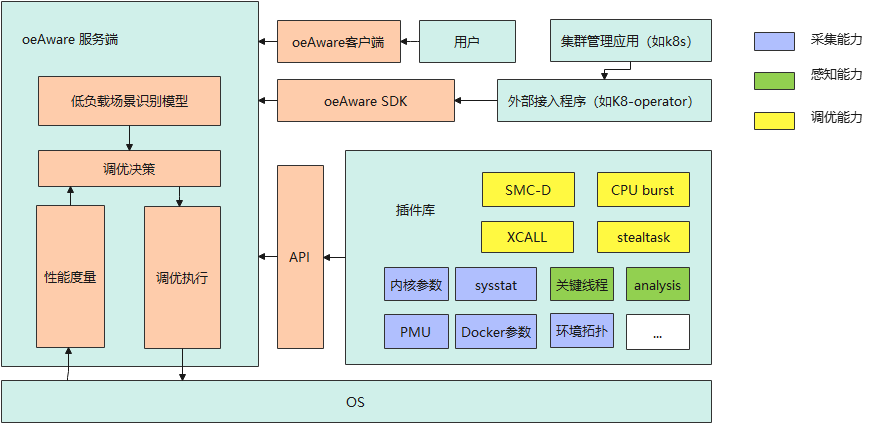 oeAware 服务端
低负载场景识别模型
调优决策
性能度量
调优执行
oeAware客户端
用户
集群管理应用（如k8s）
oeAware SDK
外部接入程序（如K8-operator）
API
插件库
SMC-D
CPU burst
XCALL
stealtask
内核参数
sysstat
关键线程
analysis
PMU
Docker参数
环境拓扑
...
OS
采集能力
感知能力
调优能力